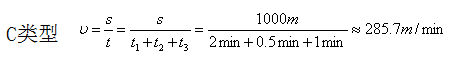 C类型 υ = s/t = s/(t₁+t₂+t₃) = 1000m/(2min+0.5min+1min) ≈ 285.7m/min